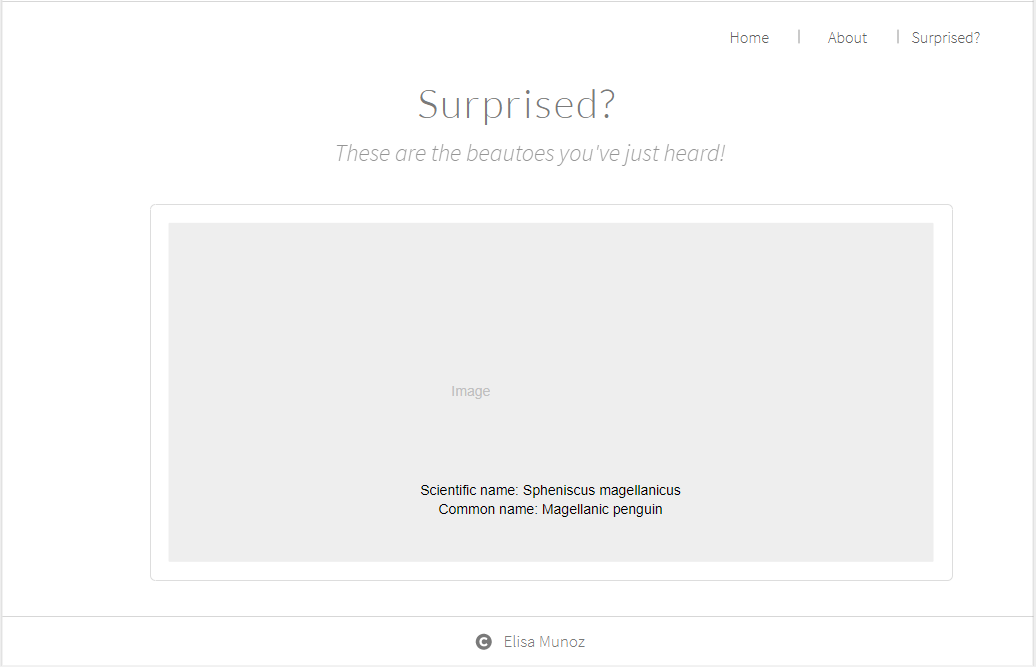 Home | About | Surprised?
Surprised?
These are the beautoes you've just heard!
Image
Scientific name: Spheniscus magellanicus
Common name: Magellanic penguin
© Elisa Munoz